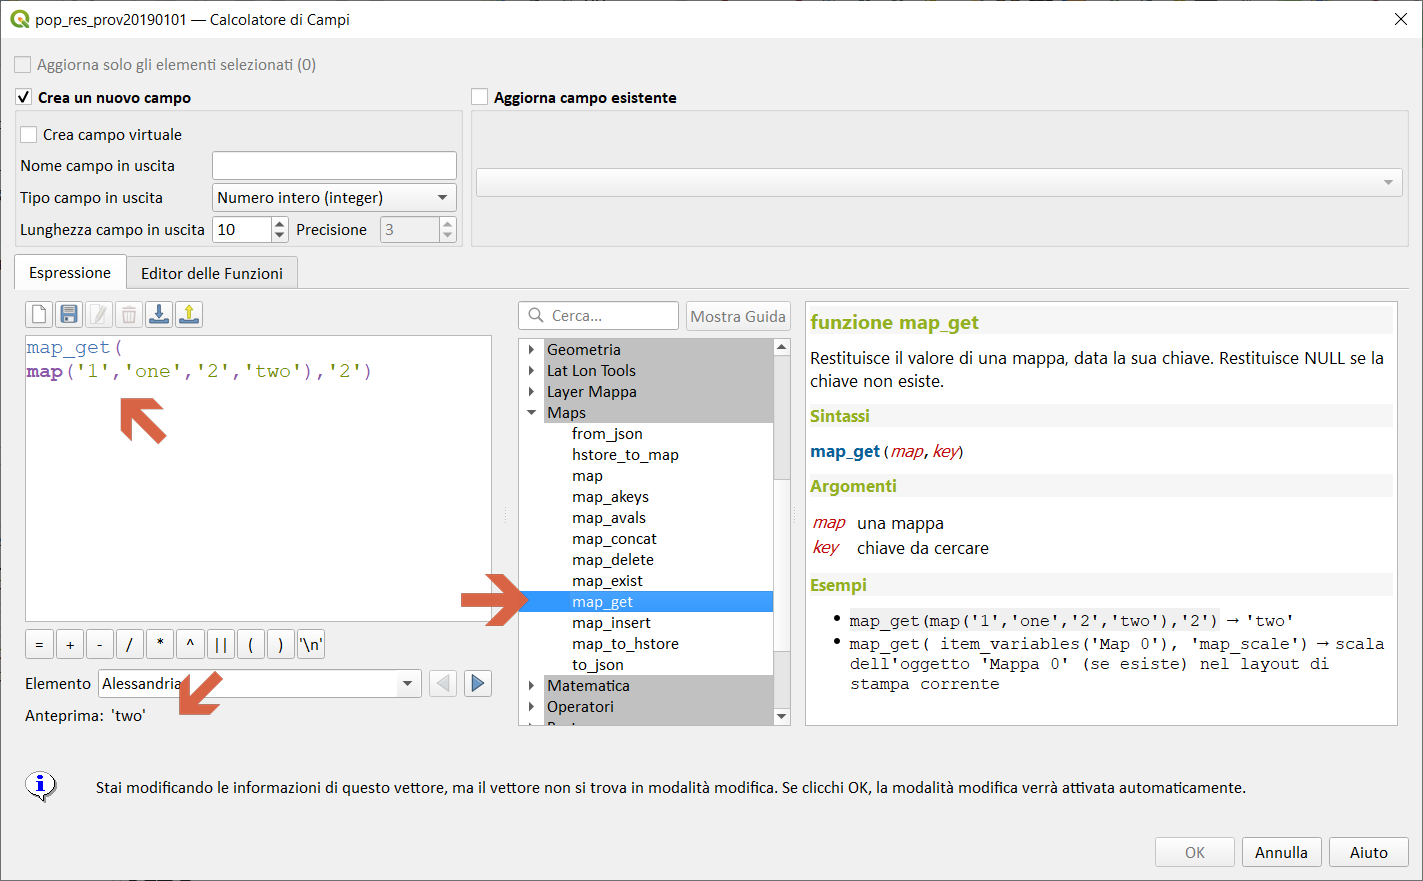 pop_res_prov20190101 — Calcolatore di Campi
Aggiorna solo gli elementi selezionati (0)
Crea un nuovo campo
Aggiorna campo esistente
Crea campo virtuale
Nome campo in uscita
Tipo campo in uscita
Numero intero (integer)
Lunghezza campo in uscita
10
Precisione
3
Espressione
Editor delle Funzioni
map_get(
map('1','one','2','two'),'2')
= + - / * ^ || ( ) '\n'
Elemento
Alessandria
Anteprima: 'two'
Cerca...
Mostra Guida
Geometria
Lat Lon Tools
Layer Mappa
Maps
from_json
hstore_to_map
map
map_akeys
map_avals
map_concat
map_delete
map_exist
map_get
map_insert
map_to_hstore
to_json
Matematica
Operatori
funzione map_get
Restituisce il valore di una mappa, data la sua chiave. Restituisce NULL se la
chiave non esiste.
Sintassi
map_get(map, key)
Argomenti
map una mappa
key chiave da cercare
Esempi
map_get(map('1','one','2','two'),'2') → 'two'
map_get( item_variables('Map 0'), 'map_scale') → scala
dell'oggetto 'Mappa 0' (se esiste) nel layout di
stampa corrente
Stai modificando le informazioni di questo vettore, ma il vettore non si trova in modalità modifica. Se clicchi OK, la modalità modifica verrà attivata automaticamente.
OK
Annulla
Aiuto